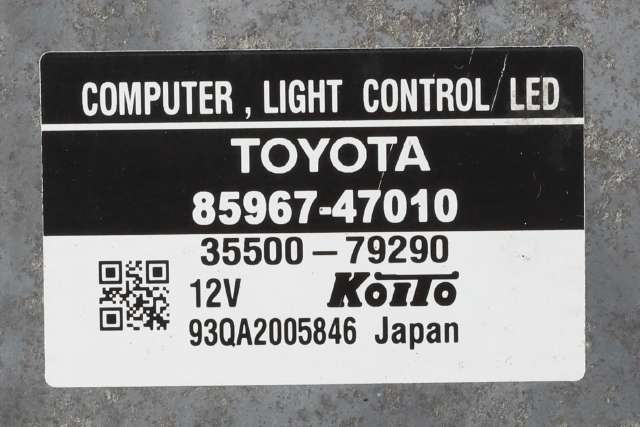 COMPUTER , LIGHT CONTROL LED
TOYOTA
85967-47010
35500-79290
12V KOITO
93QA2005846 Japan